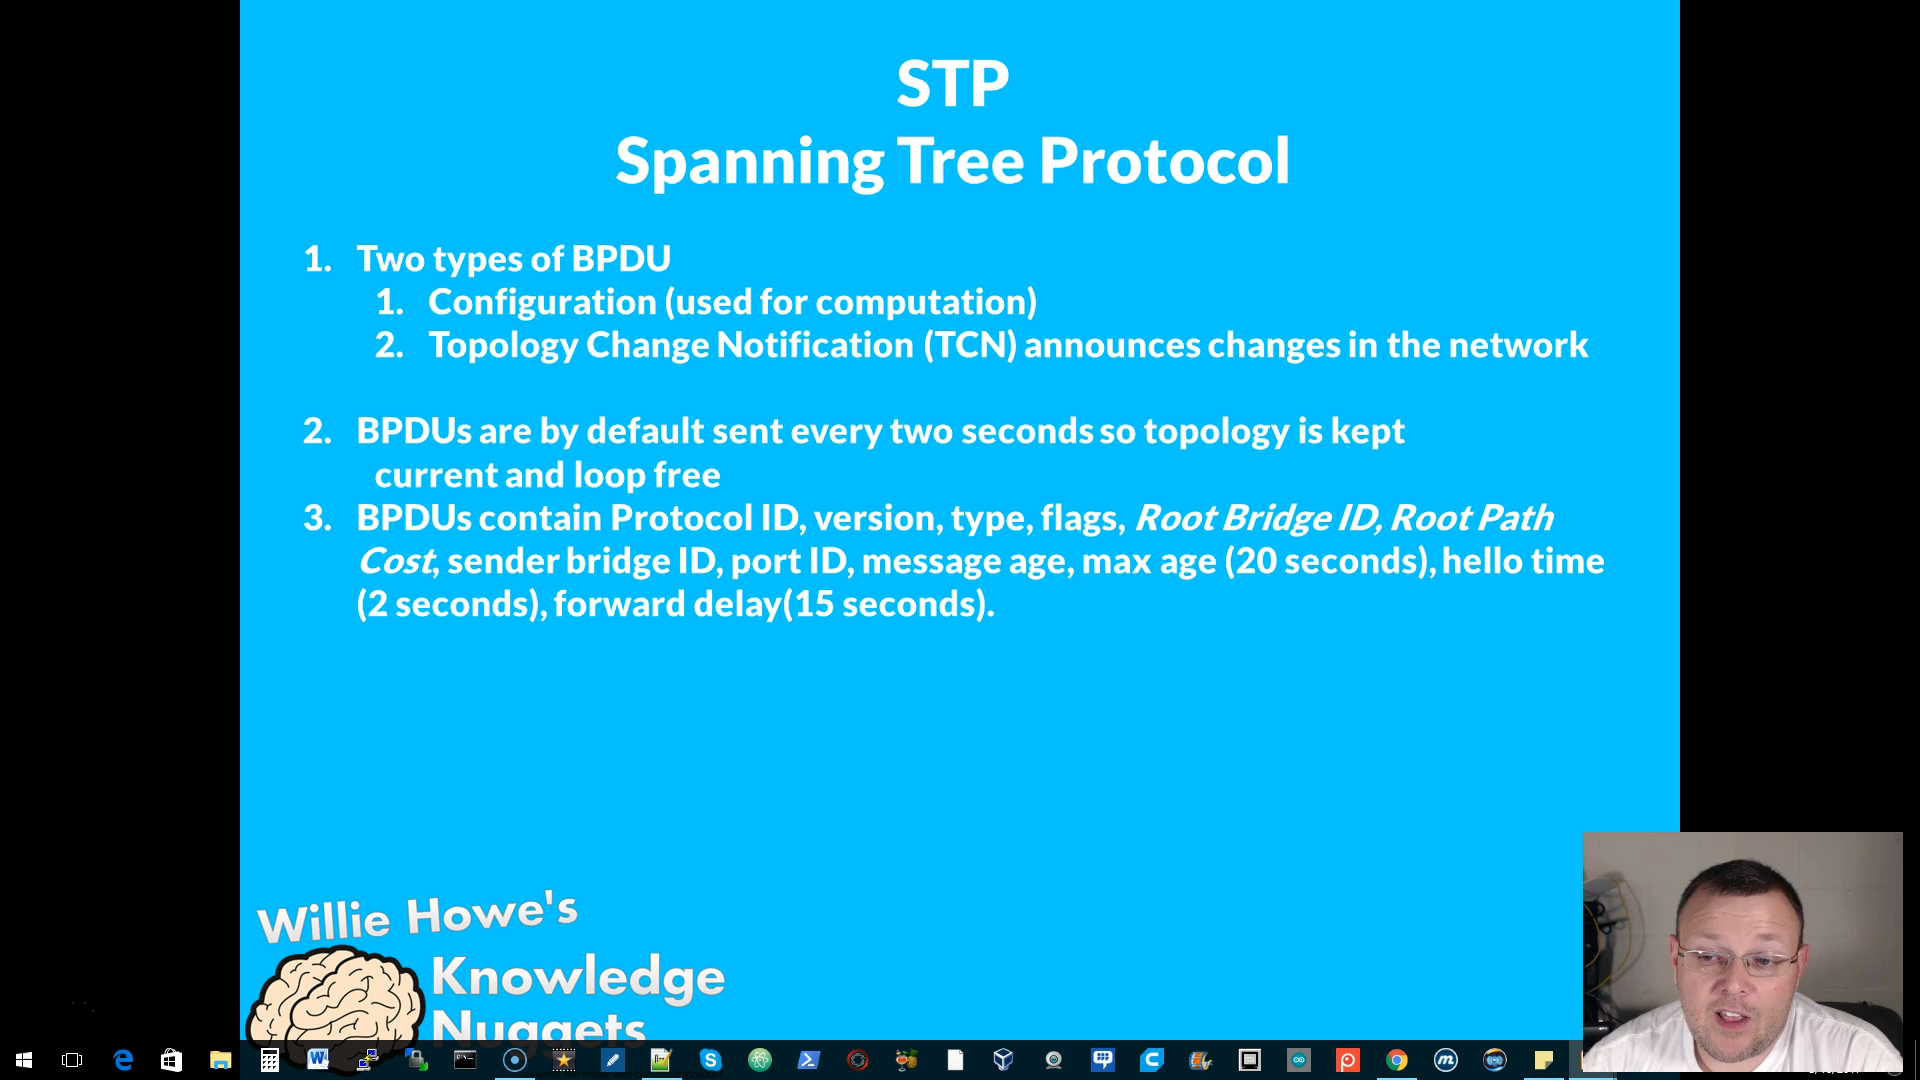 STP
Spanning Tree Protocol
1. Two types of BPDU
1. Configuration (used for computation)
2. Topology Change Notification (TCN) announces changes in the network
2. BPDUs are by default sent every two seconds so topology is kept
current and loop free
3. BPDUs contain Protocol ID, version, type, flags, Root Bridge ID, Root Path
Cost, sender bridge ID, port ID, message age, max age (20 seconds), hello time
(2 seconds), forward delay(15 seconds).
Willie Howe's
Knowledge
Nuggets